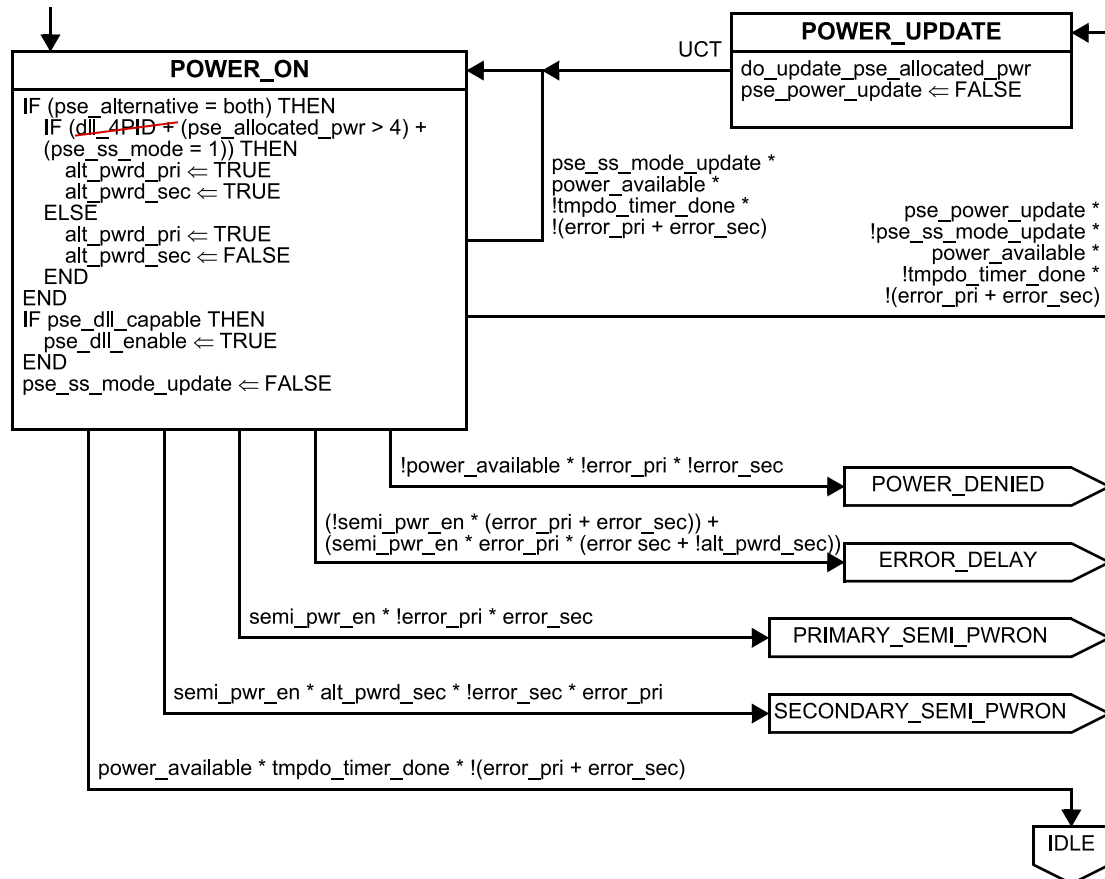 POWER_UPDATE
do_update_pse_allocated_pwr
pse_power_update ⇐ FALSE
UCT
POWER_ON
IF (pse_alternative = both) THEN
IF (dll_4PID + (pse_allocated_pwr > 4) +
(pse_ss_mode = 1)) THEN
alt_pwrd_pri ⇐ TRUE
alt_pwrd_sec ⇐ TRUE
ELSE
alt_pwrd_pri ⇐ TRUE
alt_pwrd_sec ⇐ FALSE
END
END
IF pse_dll_capable THEN
pse_dll_enable ⇐ TRUE
END
pse_ss_mode_update ⇐ FALSE
pse_ss_mode_update *
power_available *
!tmpdo_timer_done *
!(error_pri + error_sec)
pse_power_update *
!pse_ss_mode_update *
power_available *
!tmpdo_timer_done *
!(error_pri + error_sec)
!power_available * !error_pri * !error_sec
POWER_DENIED
(!semi_pwr_en * (error_pri + error_sec)) +
(semi_pwr_en * error_pri * (error sec + !alt_pwrd_sec))
ERROR_DELAY
semi_pwr_en * !error_pri * error_sec
PRIMARY_SEMI_PWRON
semi_pwr_en * alt_pwrd_sec * !error_sec * error_pri
SECONDARY_SEMI_PWRON
power_available * tmpdo_timer_done * !(error_pri + error_sec)
IDLE